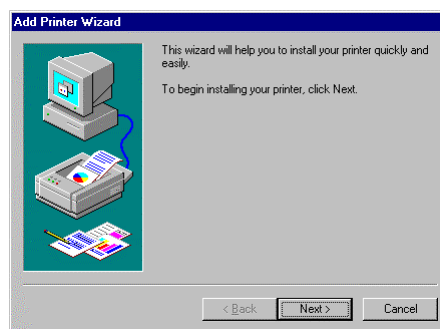 Add Printer Wizard
This wizard will help you to install your printer quickly and
easily.
To begin installing your printer, click Next.
< Back
Next >
Cancel